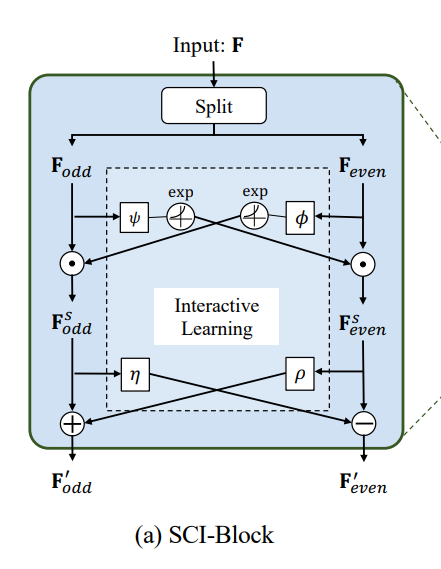 Input: F
Split
F_odd F_even
exp exp
ψ ϕ
F^s_odd F^s_even
Interactive
Learning
η ρ
F′_odd F′_even
(a) SCI-Block